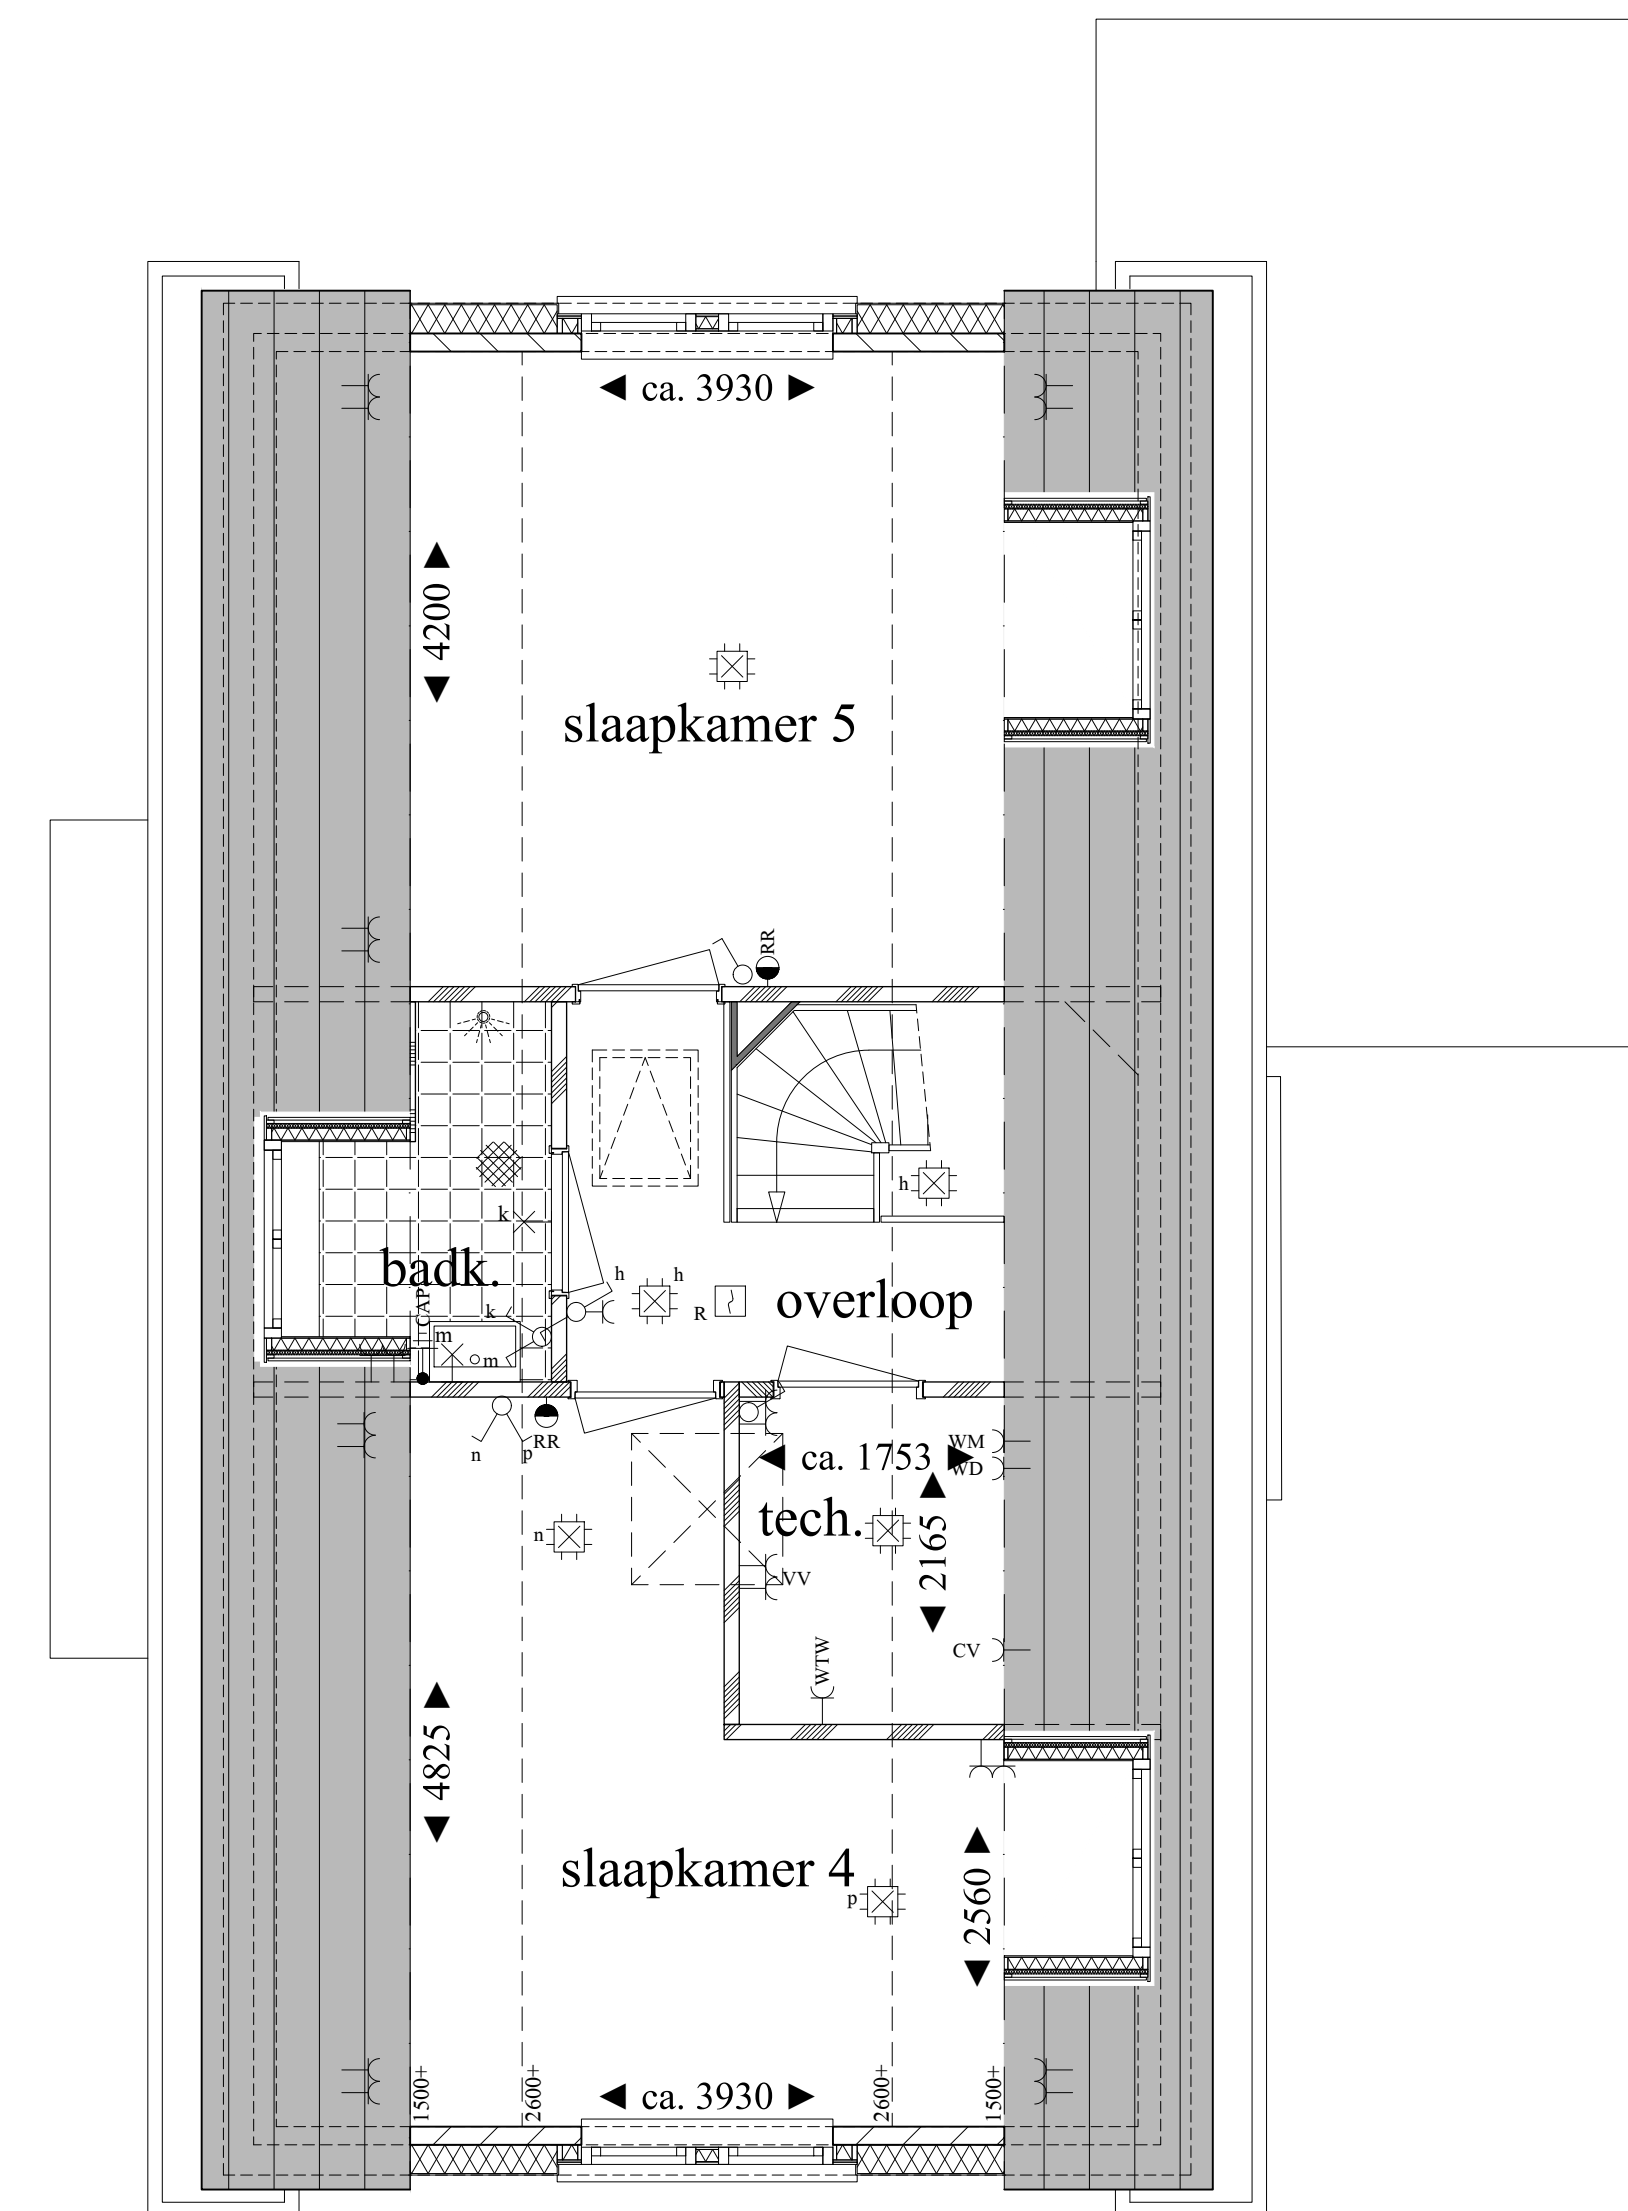 ◄ ca. 3930 ►
◄ 4200 ►
slaapkamer 5
RR
h
k
badk.
h
h
k
R
overloop
CAP
m
m
n
p
RR
◄ ca. 1753 ►
WM
WD
tech.
n
◄ 2165 ►
VV
CV
WTW
◄ 4825 ►
slaapkamer 4
p
◄ 2560 ►
1500+
2600+
◄ ca. 3930 ►
2600+
1500+